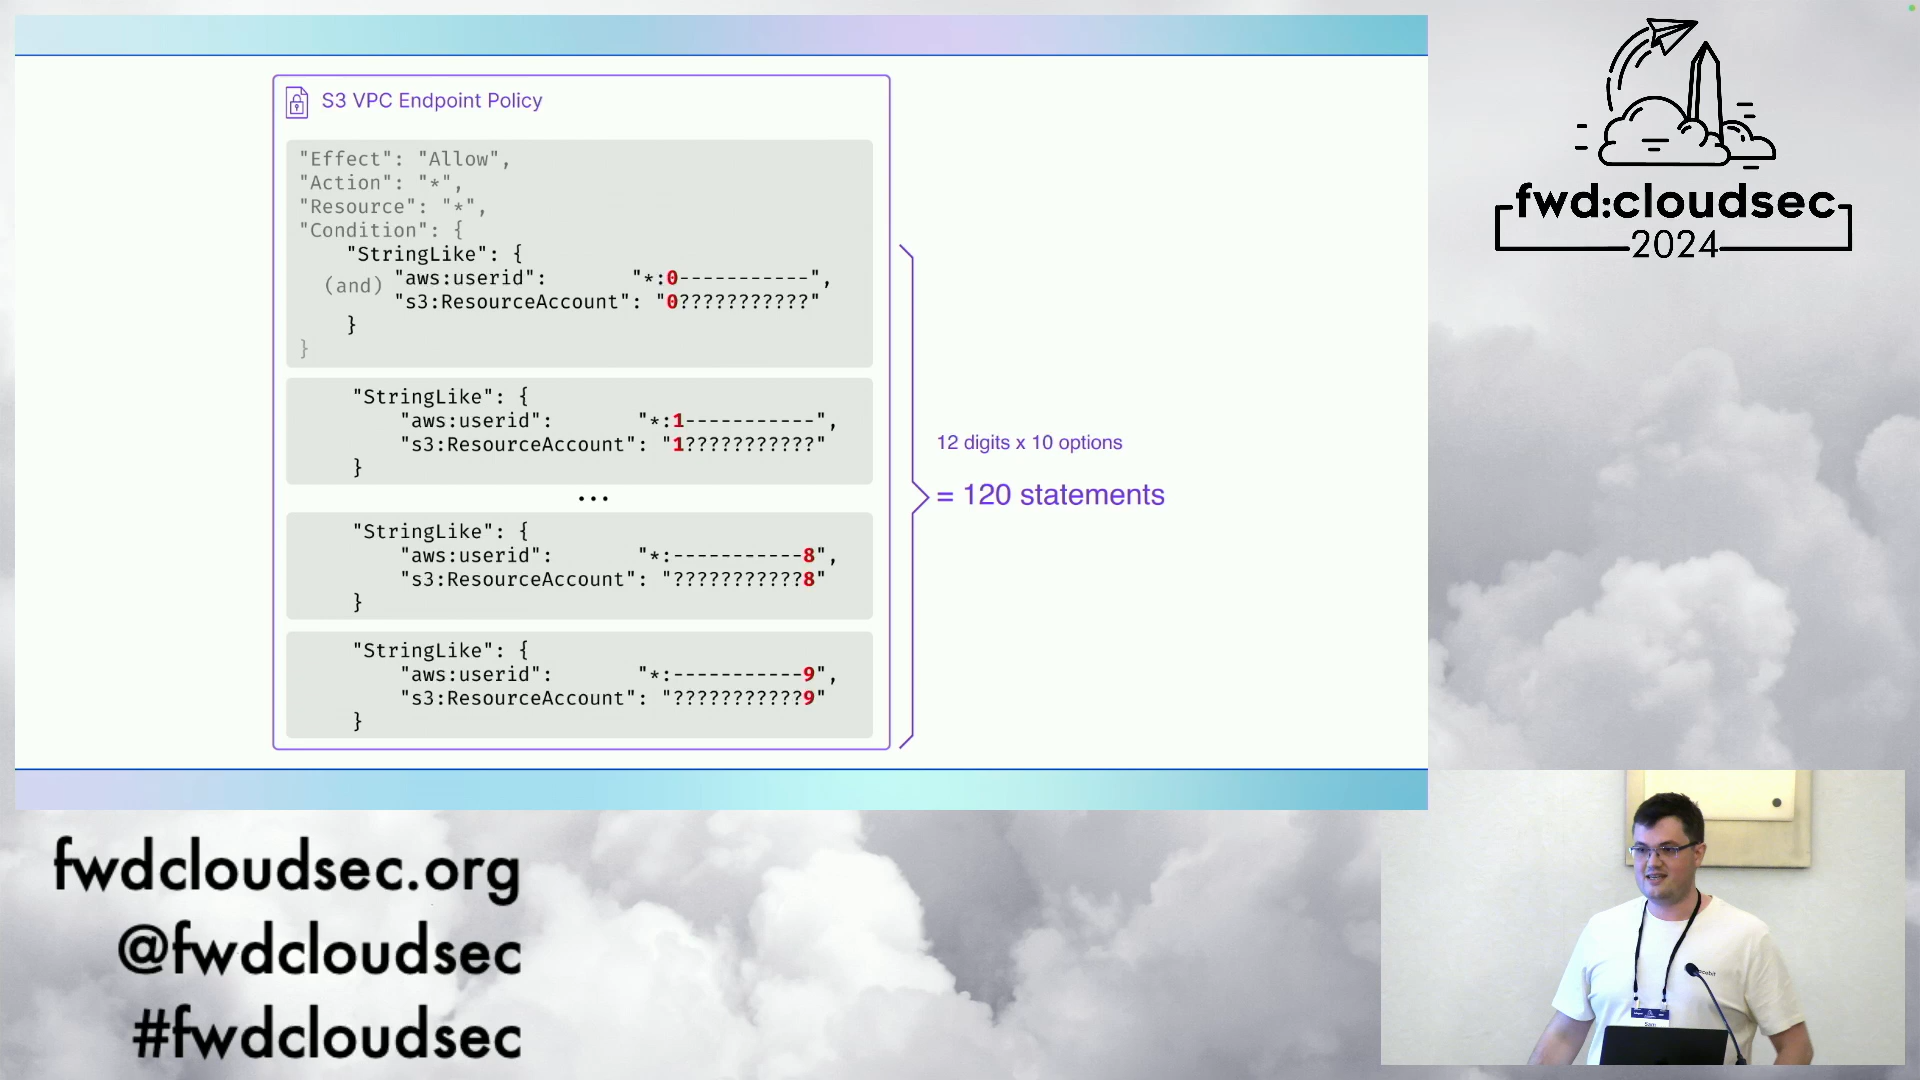 S3 VPC Endpoint Policy
"Effect": "Allow",
"Action": "*",
"Resource": "*",
"Condition": {
"StringLike": {
(and)
"aws:userid": "*:0-----------",
"s3:ResourceAccount": "0???????????"
}
}
"StringLike": {
"aws:userid": "*:1-----------",
"s3:ResourceAccount": "1???????????"
}
...
"StringLike": {
"aws:userid": "*:-----------8",
"s3:ResourceAccount": "???????????8"
}
"StringLike": {
"aws:userid": "*:-----------9",
"s3:ResourceAccount": "???????????9"
}
12 digits x 10 options
= 120 statements
fwd:cloudsec
2024
fwdcloudsec.org
@fwdcloudsec
#fwdcloudsec
Sam